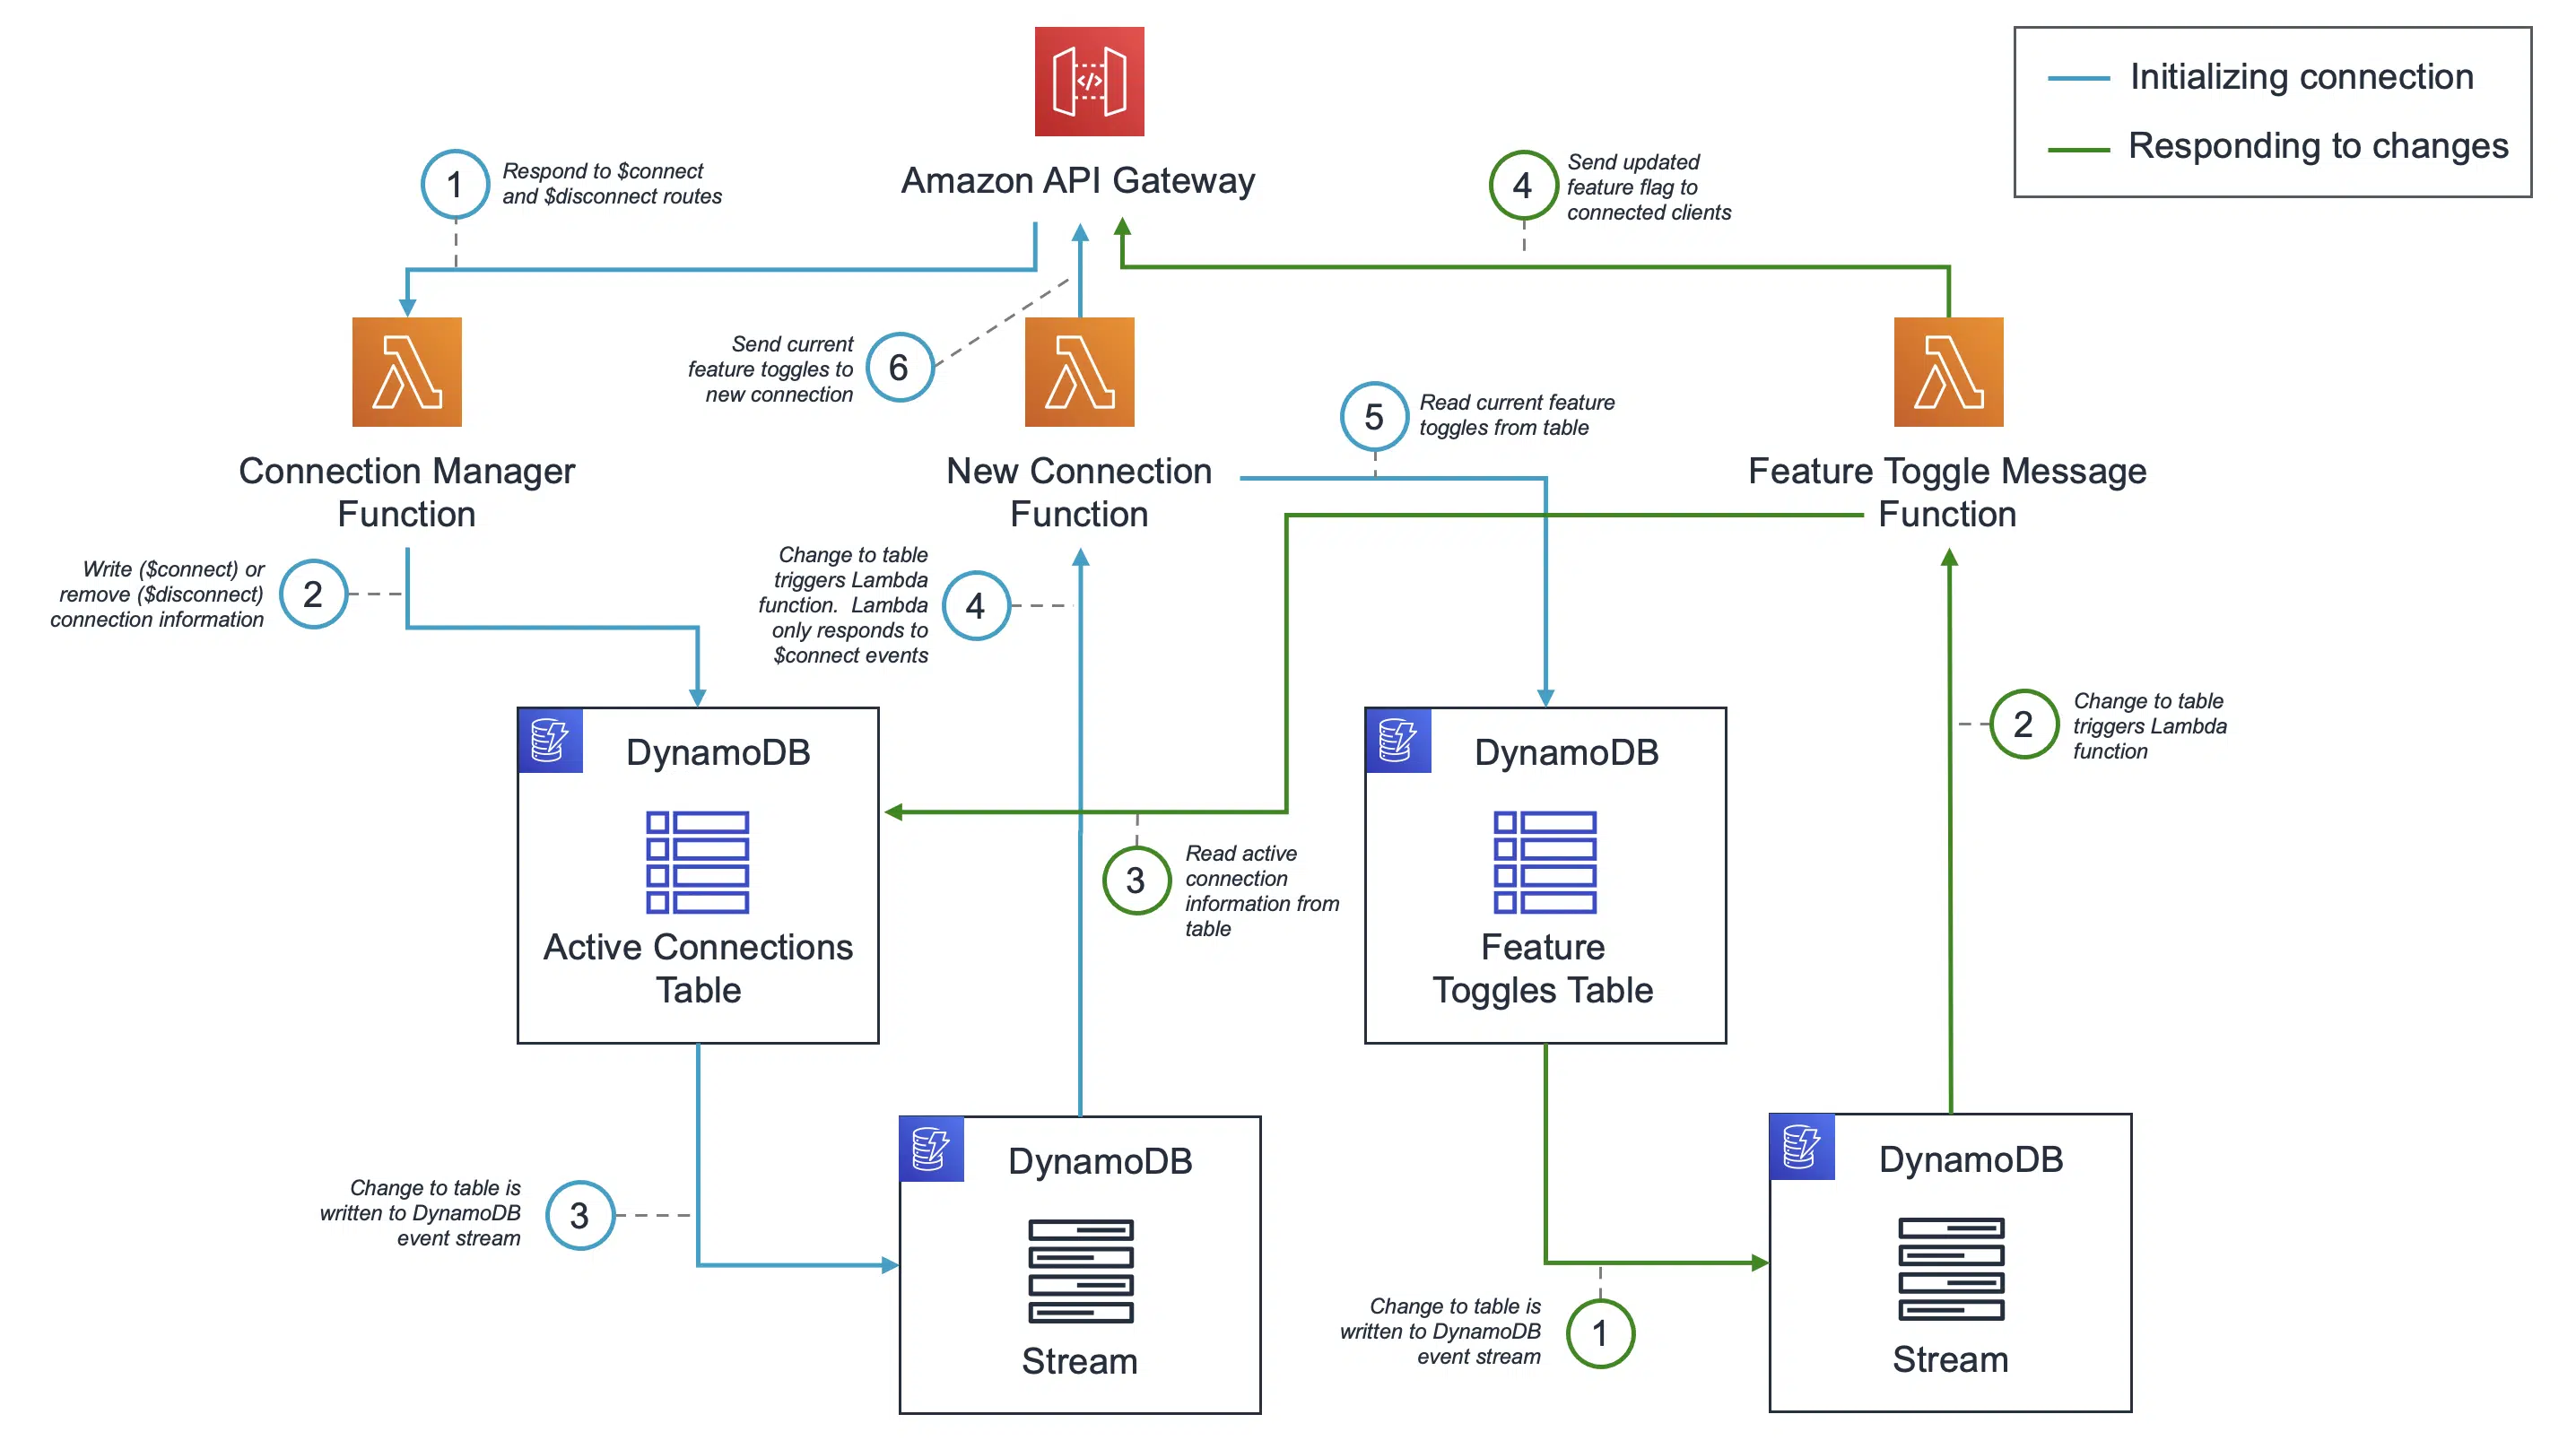 Initializing connection
Responding to changes
Amazon API Gateway
1
Respond to $connect
and $disconnect routes
4
Send updated
feature flag to
connected clients
Send current
feature toggles to
new connection
6
5
Read current feature
toggles from table
Connection Manager
Function
New Connection
Function
Feature Toggle Message
Function
Write ($connect) or
remove ($disconnect)
connection information
2
Change to table
triggers Lambda
function. Lambda
only responds to
$connect events
4
2
Change to table
triggers Lambda
function
DynamoDB
Active Connections
Table
3
Read active
connection
information from
table
DynamoDB
Feature
Toggles Table
Change to table is
written to DynamoDB
event stream
3
DynamoDB
Stream
Change to table is
written to DynamoDB
event stream
1
DynamoDB
Stream